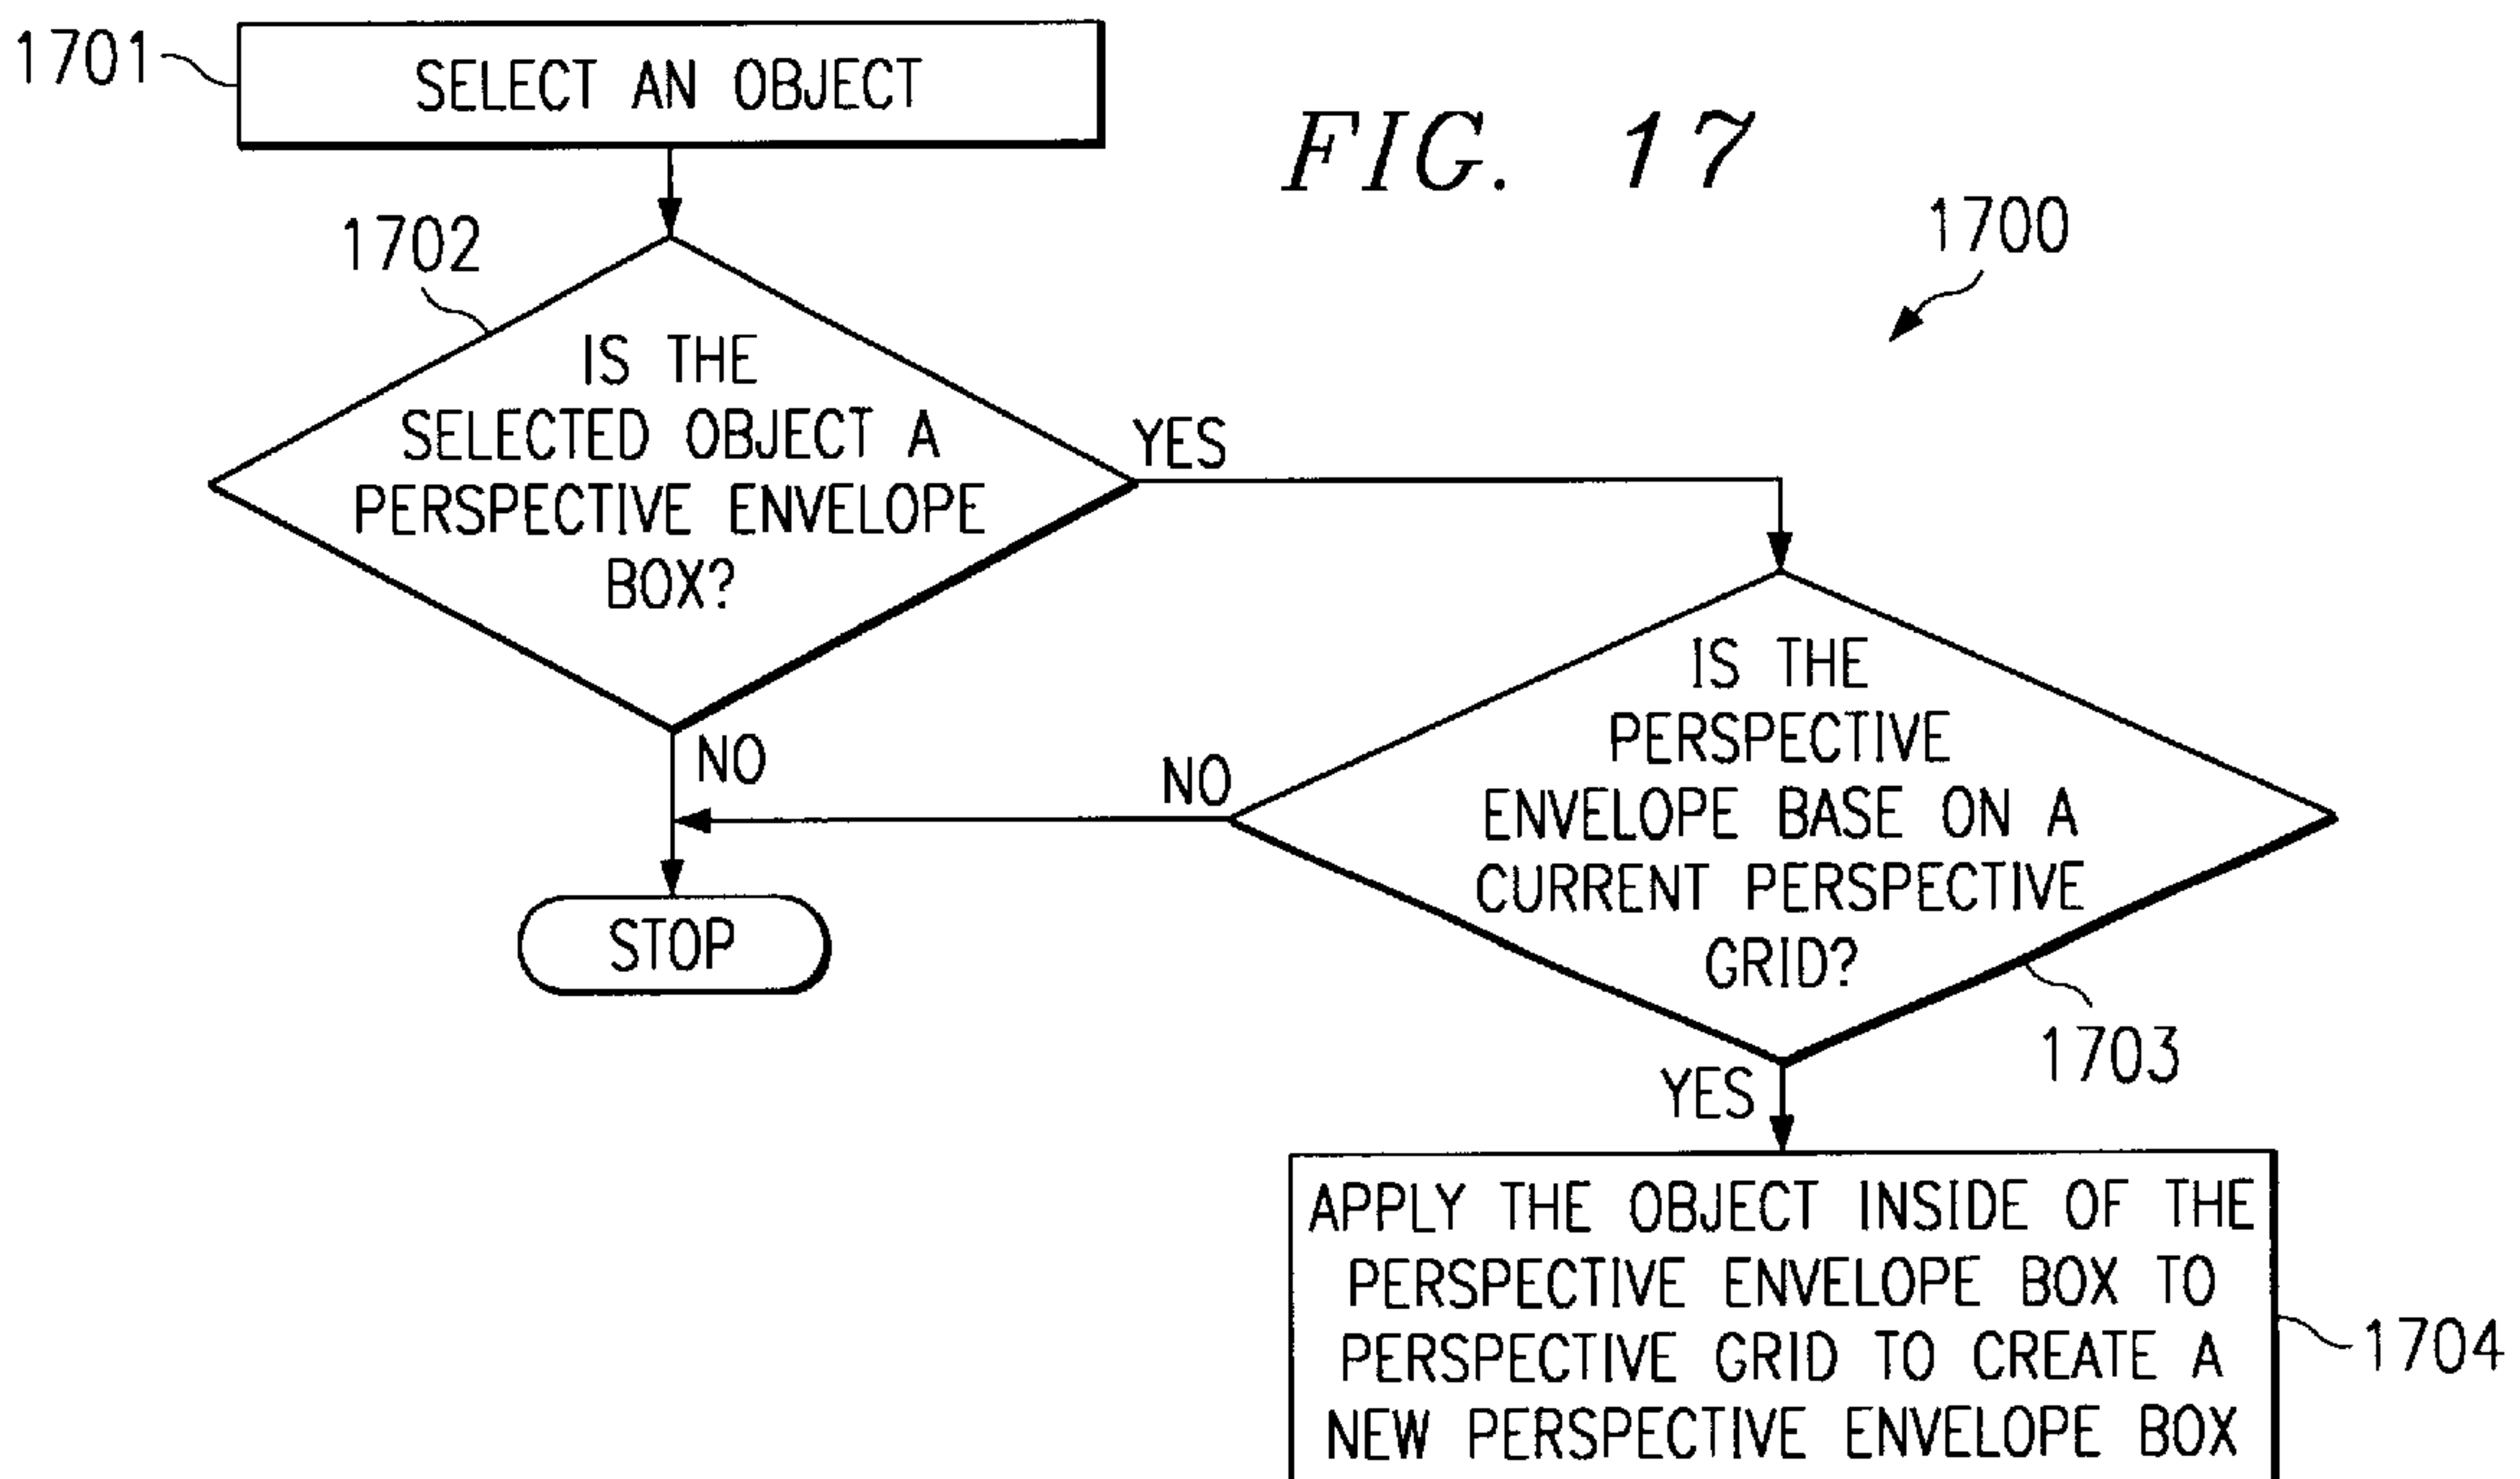 1701
SELECT AN OBJECT
FIG. 17
1700
1702
IS THE
SELECTED OBJECT A
PERSPECTIVE ENVELOPE
BOX?
YES
NO
IS THE
PERSPECTIVE
ENVELOPE BASE ON A
CURRENT PERSPECTIVE
GRID?
NO
STOP
1703
YES
APPLY THE OBJECT INSIDE OF THE
PERSPECTIVE ENVELOPE BOX TO
PERSPECTIVE GRID TO CREATE A
NEW PERSPECTIVE ENVELOPE BOX
1704